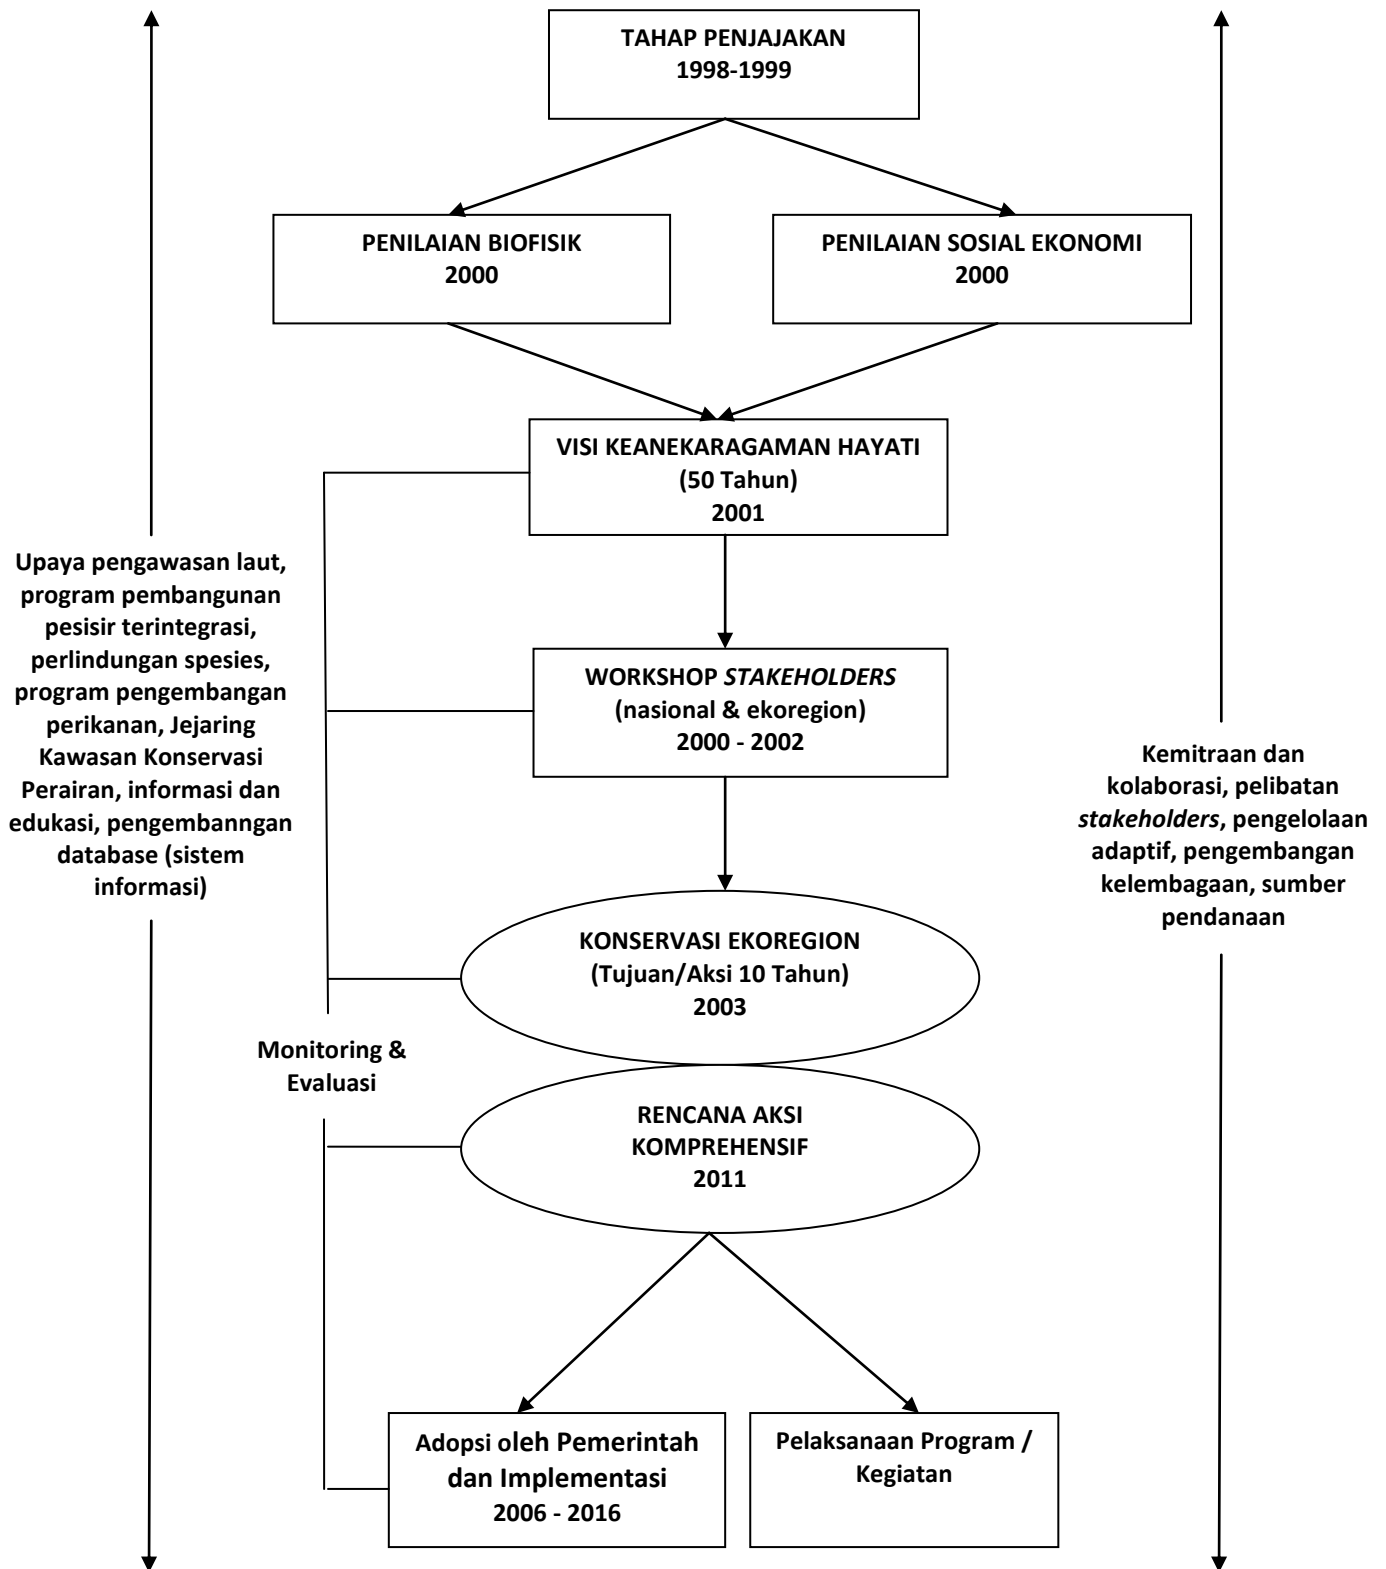 TAHAP PENJAJAKAN
1998-1999
PENILAIAN BIOFISIK
2000
PENILAIAN SOSIAL EKONOMI
2000
VISI KEANEKARAGAMAN HAYATI
(50 Tahun)
2001
Upaya pengawasan laut,
program pembangunan
pesisir terintegrasi,
perlindungan spesies,
program pengembangan
perikanan, Jejaring
Kawasan Konservasi
Perairan, informasi dan
edukasi, pengembanngan
database (sistem
informasi)
WORKSHOP STAKEHOLDERS
(nasional & ekoregion)
2000 - 2002
Kemitraan dan
kolaborasi, pelibatan
stakeholders, pengelolaan
adaptif, pengembangan
kelembagaan, sumber
pendanaan
KONSERVASI EKOREGION
(Tujuan/Aksi 10 Tahun)
2003
Monitoring &
Evaluasi
RENCANA AKSI
KOMPREHENSIF
2011
Adopsi oleh Pemerintah
dan Implementasi
2006 - 2016
Pelaksanaan Program /
Kegiatan